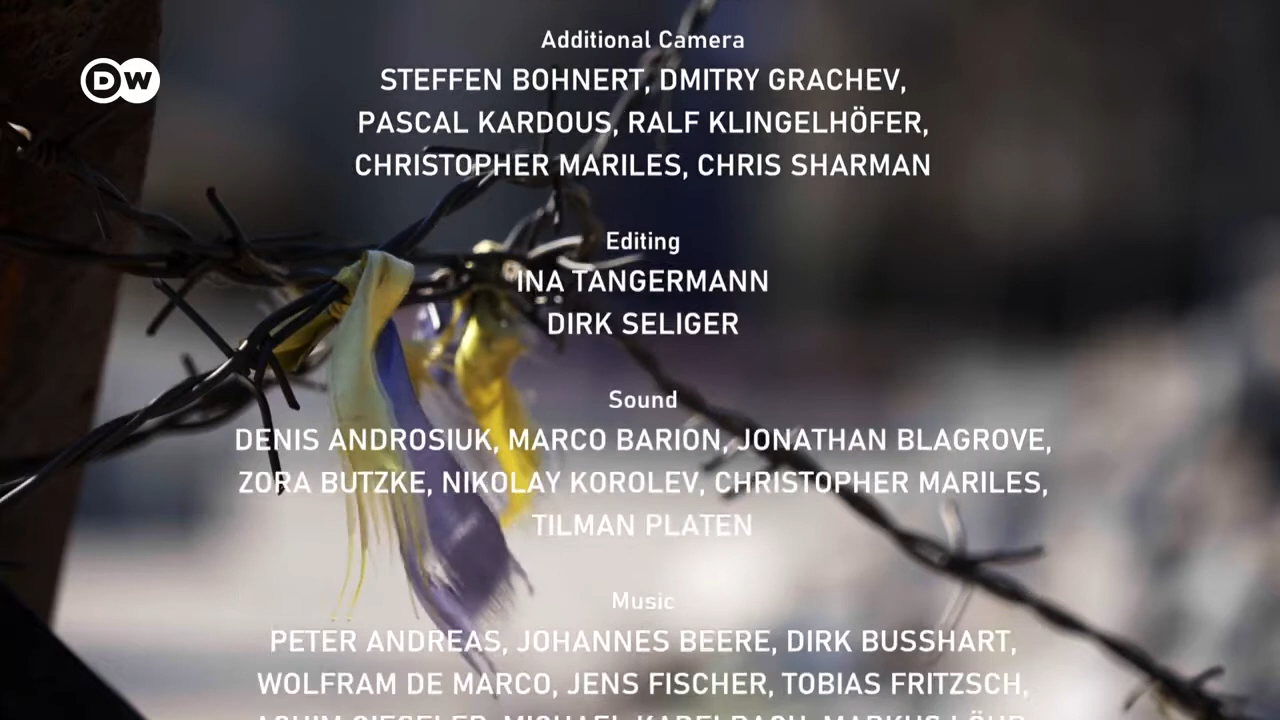 DW
Additional Camera
STEFFEN BOHNERT, DMITRY GRACHEV,
PASCAL KARDOUS, RALF KLINGELHÖFER,
CHRISTOPHER MARILES, CHRIS SHARMAN
Editing
INA TANGERMANN
DIRK SELIGER
Sound
DENIS ANDROSIUK, MARCO BARION, JONATHAN BLAGROVE,
ZORA BUTZKE, NIKOLAY KOROLEV, CHRISTOPHER MARILES,
TILMAN PLATEN
Music
PETER ANDREAS, JOHANNES BEERE, DIRK BUSSHART,
WOLFRAM DE MARCO, JENS FISCHER, TOBIAS FRITZSCH,